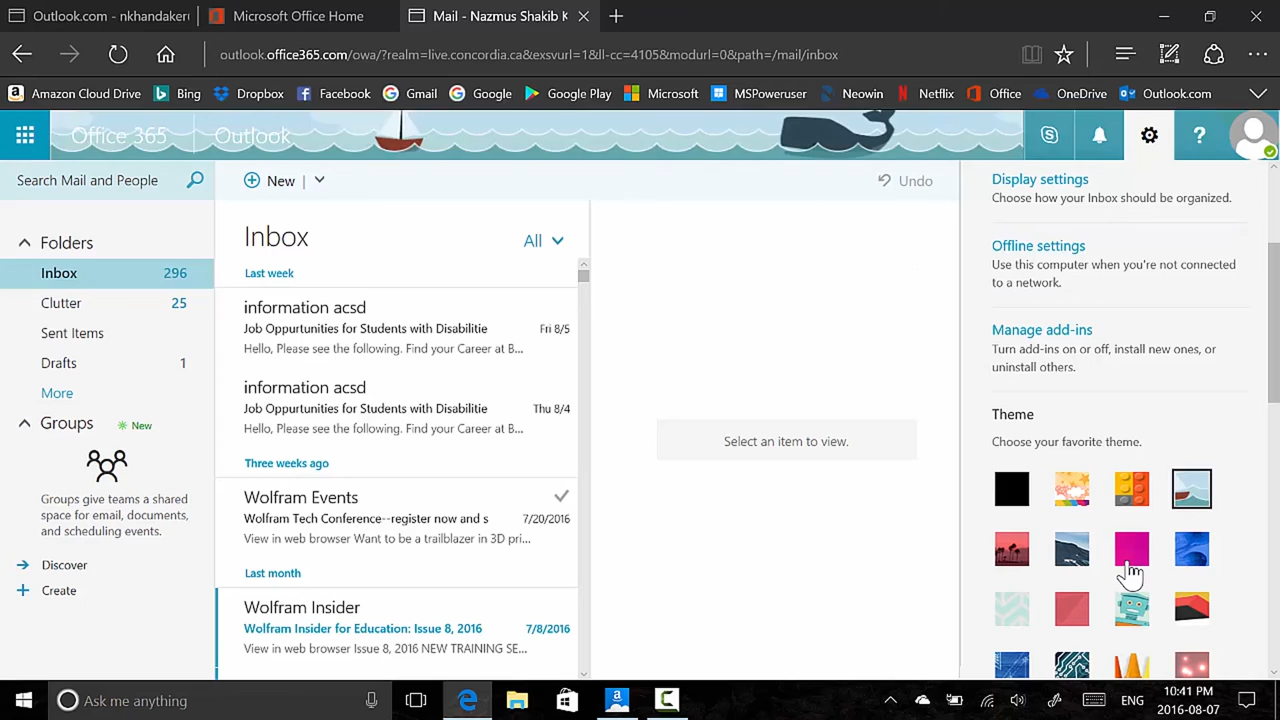 Outlook.com - nkhandaker(
Microsoft Office Home
Mail - Nazmus Shakib K
outlook.office365.com/owa/?realm=live.concordia.ca&exsvurl=1&ll-cc=4105&modurl=0&path=/mail/inbox
Amazon Cloud Drive
Bing
Dropbox
Facebook
Gmail
Google
Google Play
Microsoft
MSPoweruser
Neowin
Netflix
Office
OneDrive
Outlook.com
Office 365
Outlook
Search Mail and People
New
Undo
Folders
Inbox 296
Clutter 25
Sent Items
Drafts 1
More
Groups
New
Groups give teams a shared
space for email, documents,
and scheduling events.
Discover
Create
Inbox
All
Last week
information acsd
Job Oppurtunities for Students with Disabilitie Fri 8/5
Hello, Please see the following. Find your Career at B...
information acsd
Job Oppurtunities for Students with Disabilitie Thu 8/4
Hello, Please see the following. Find your Career at B...
Three weeks ago
Wolfram Events
Wolfram Tech Conference--register now and s 7/20/2016
View in web browser Want to be a trailblazer in 3D pri...
Last month
Wolfram Insider
Wolfram Insider for Education: Issue 8, 2016 7/8/2016
View in web browser Issue 8, 2016 NEW TRAINING SE...
Select an item to view.
Display settings
Choose how your Inbox should be organized.
Offline settings
Use this computer when you're not connected
to a network.
Manage add-ins
Turn add-ins on or off, install new ones, or
uninstall others.
Theme
Choose your favorite theme.
Ask me anything
ENG
10:41 PM
2016-08-07